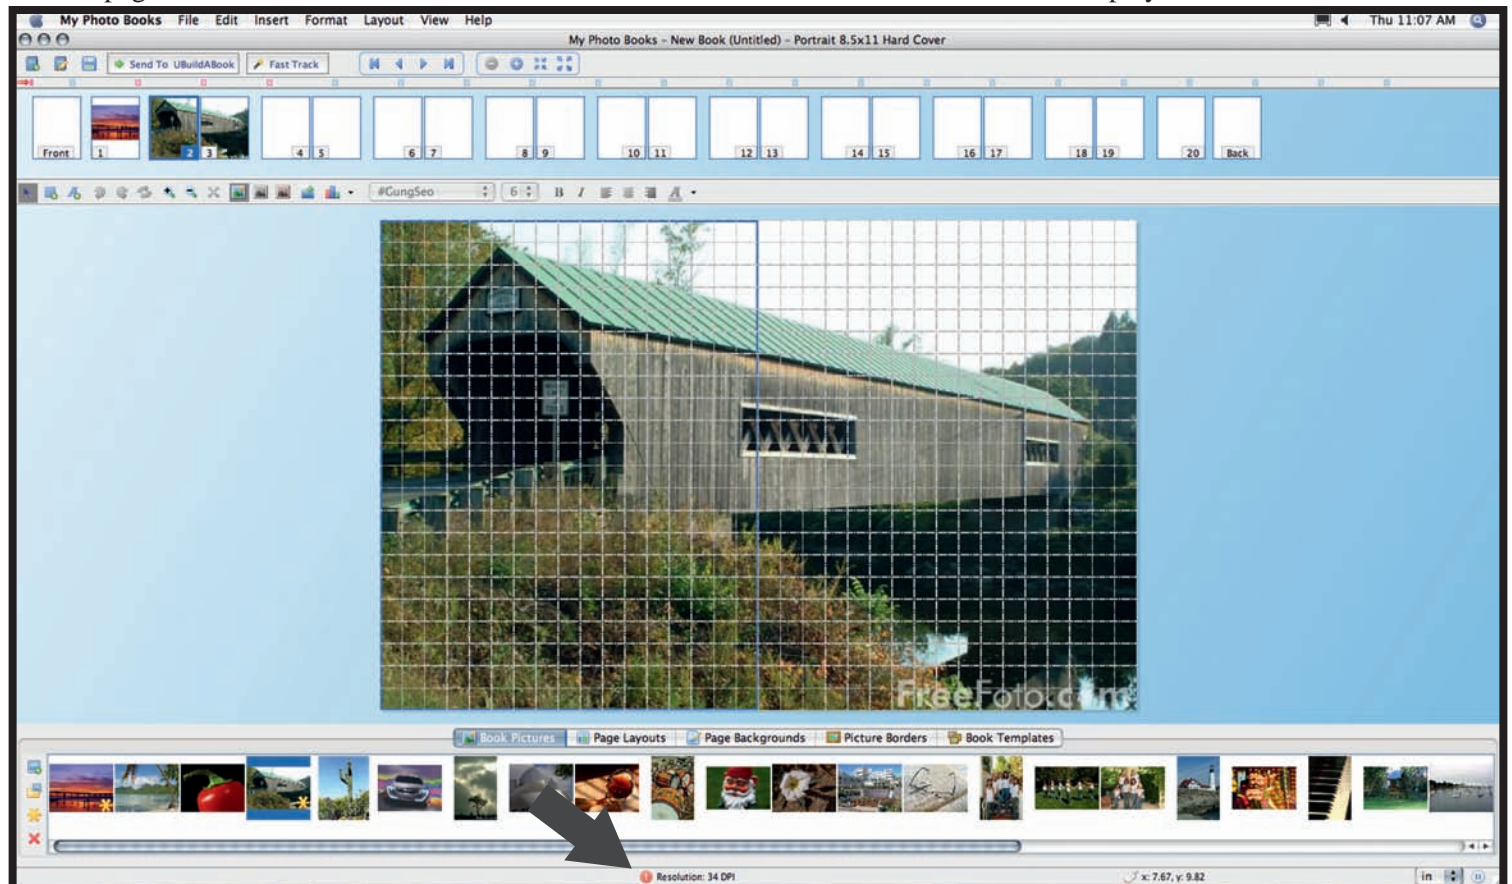 My Photo Books File Edit Insert Format Layout View Help Thu 11:07 AM
My Photo Books - New Book (Untitled) - Portrait 8.5x11 Hard Cover
Send To UBuildABook Fast Track
Front 1 2 3 4 5 6 7 8 9 10 11 12 13 14 15 16 17 18 19 20 Back
#GungSeo 6 B I A
FreeFoto.com
Book Pictures Page Layouts Page Backgrounds Picture Borders Book Templates
Resolution: 34 DPI x: 7.67, y: 9.82 in